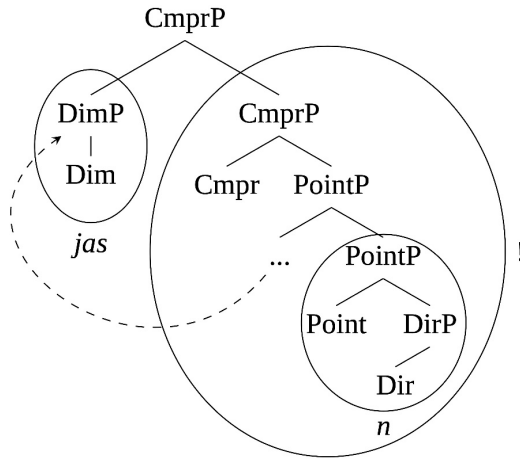 CmprP
DimP CmprP
Dim Cmpr PointP
jas ... PointP
Point DirP
Dir
n